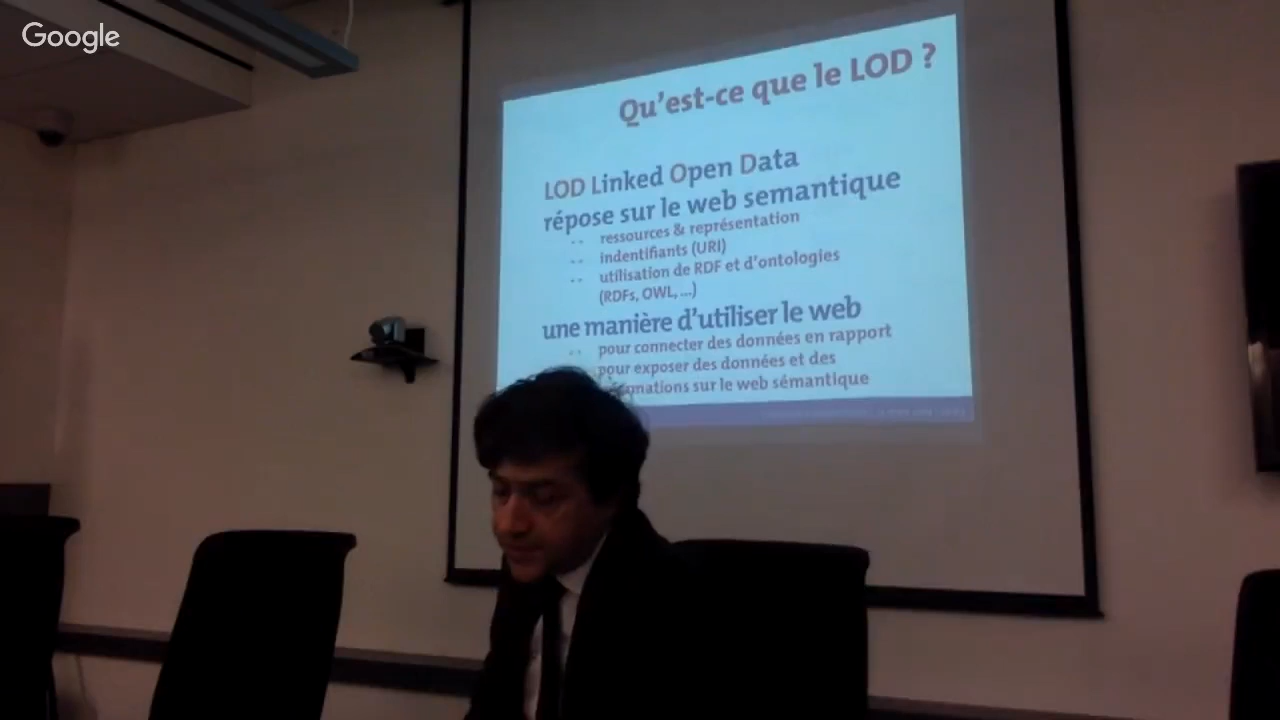 Google
Qu'est-ce que le LOD ?
LOD Linked Open Data
répose sur le web semantique
-- ressources & représentation
-- indentifiants (URI)
-- utilisation de RDF et d'ontologies
(RDFs, OWL, ...)
une manière d'utiliser le web
-- pour connecter des données en rapport
pour exposer des données et des
sur le web sémantique